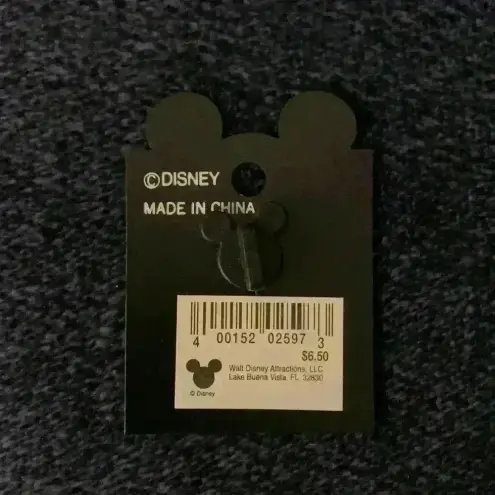 ©DISNEY
MADE IN CHINA
4 00152 02597 3
$6.50
Walt Disney Attractions, LLC
Lake Buena Vista, FL 32830
© Disney